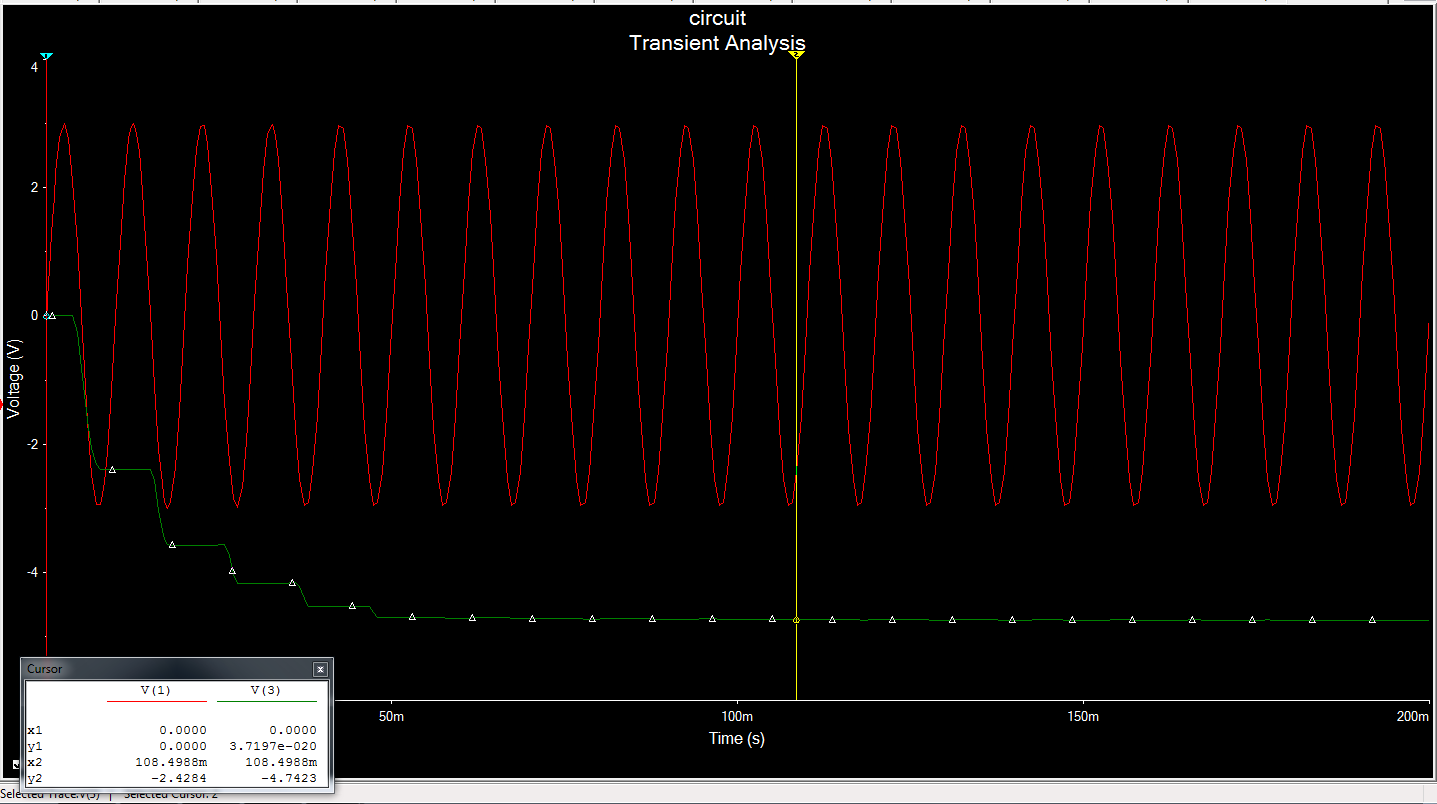 circuit
Transient Analysis
1
2
4
2
0
-2
-4
Voltage (V)
50m
100m
150m
200m
Time (s)
Cursor
V(1) V(3)
x1 0.0000 0.0000
y1 0.0000 3.7197e-020
x2 108.4988m 108.4988m
y2 -2.4284 -4.7423
Selected Trace:V(3) Selected Cursor: 2